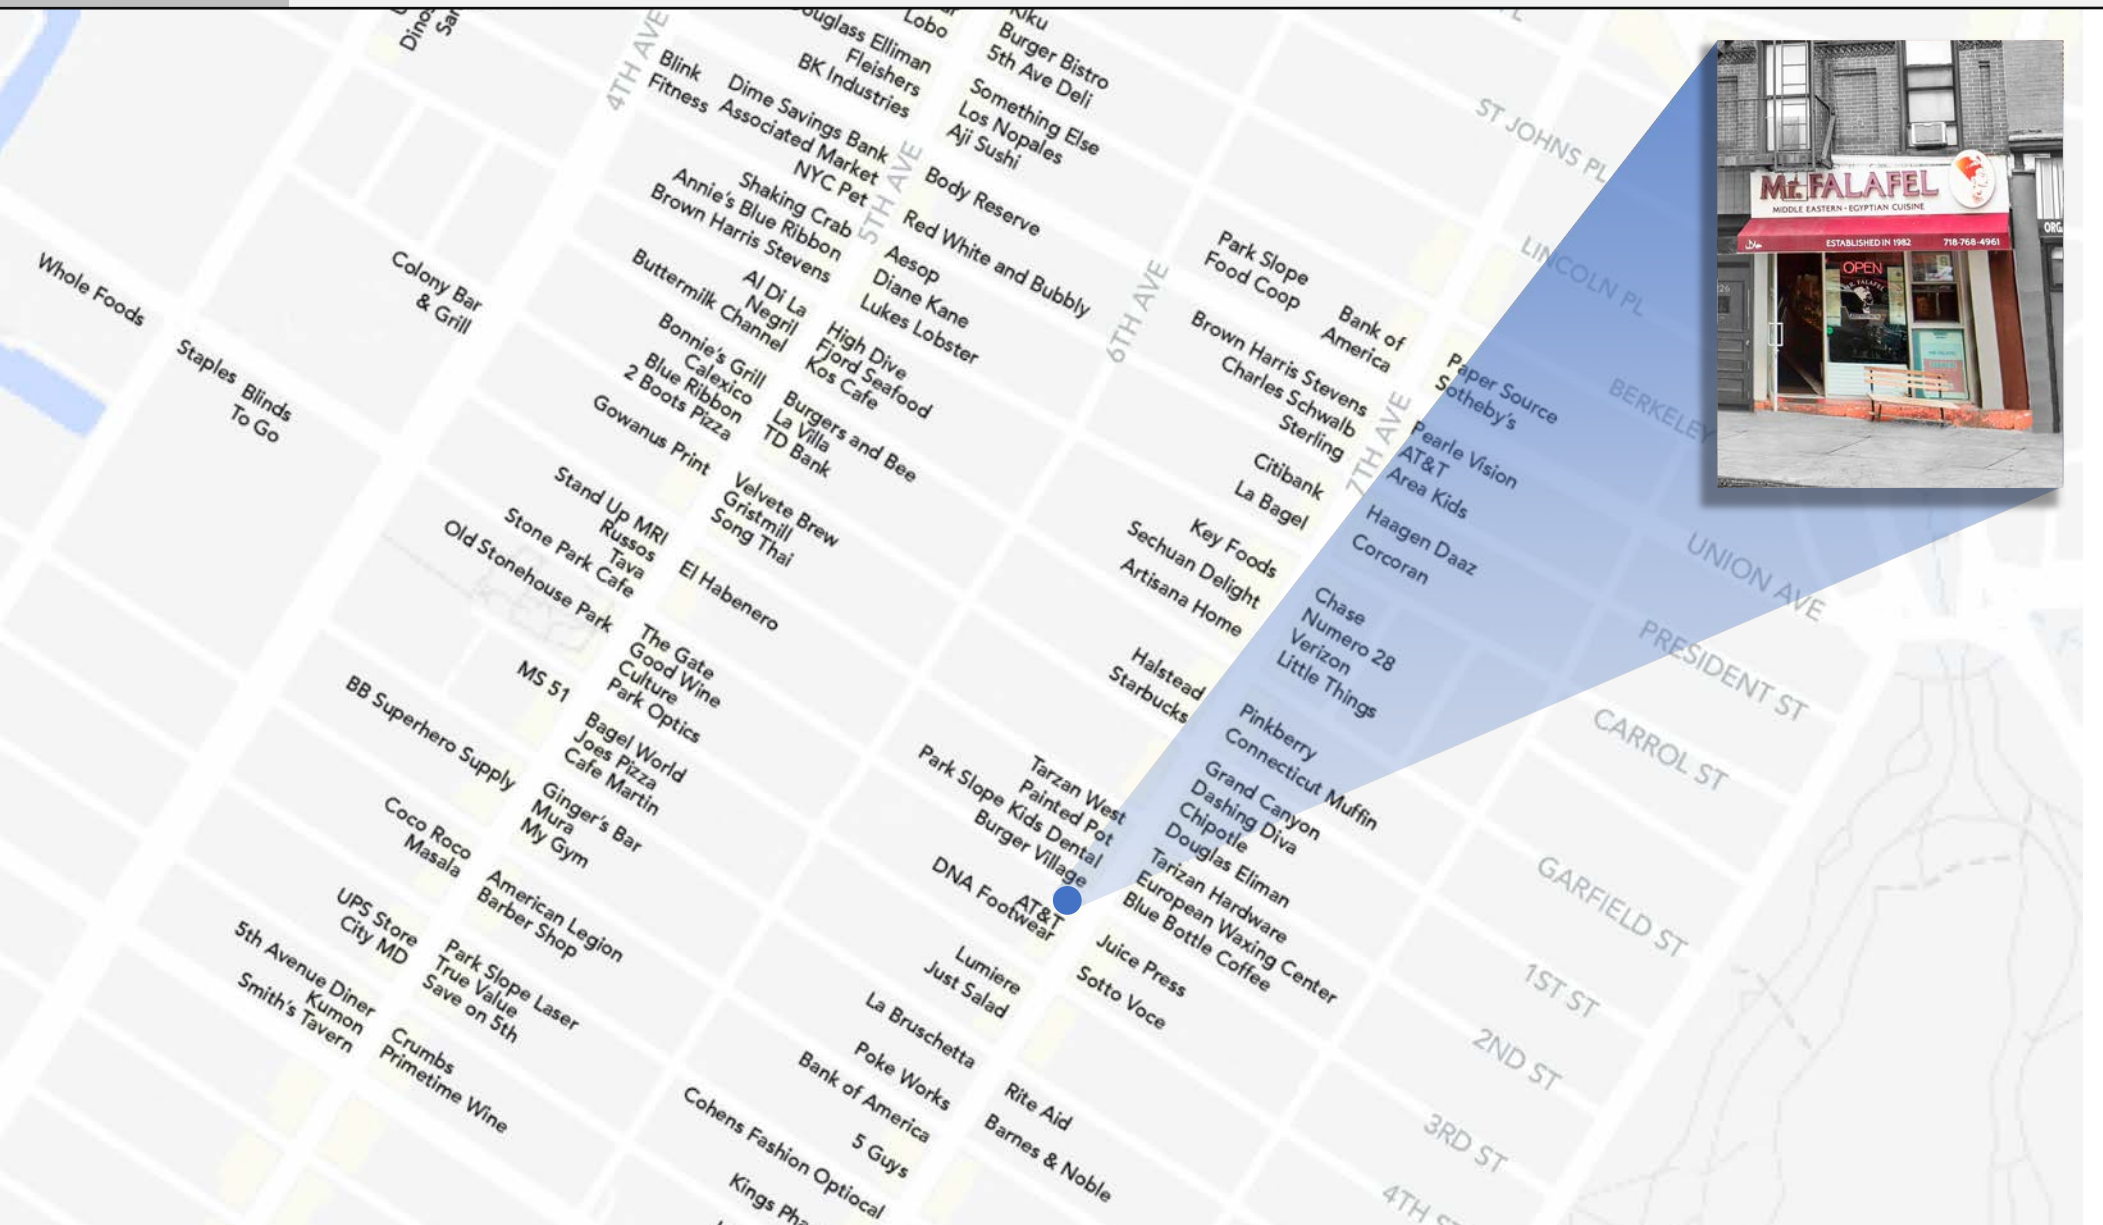 Lobo
Douglass Elliman
Fleishers
BK Industries
Kiku
Burger Bistro
5th Ave Deli
4TH AVE
Blink
Fitness
Dime Savings Bank
Associated Market
NYC Pet
Something Else
Los Nopales
Aji Sushi
5TH AVE
Shaking Crab
Annie's Blue Ribbon
Brown Harris Stevens
Body Reserve
Red White and Bubbly
Al Di La
Negril
Buttermilk Channel
Aesop
Diane Kane
Lukes Lobster
Bonnie's Grill
Calexico
Blue Ribbon
2 Boots Pizza
High Dive
Fjord Seafood
Kos Cafe
Gowanus Print
Burgers and Bee
La Villa
TD Bank
Whole Foods
Colony Bar
& Grill
Staples Blinds
To Go
Stand Up MRI
Russos
Tava
Stone Park Cafe
Old Stonehouse Park
Velvete Brew
Gristmill
Song Thai
El Habenero
MS 51
The Gate
Good Wine
Culture
Park Optics
BB Superhero Supply
Bagel World
Joes Pizza
Cafe Martin
Coco Roco
Masala
Ginger's Bar
Mura
My Gym
UPS Store
City MD
American Legion
Barber Shop
5th Avenue Diner
Kumon
Smith's Tavern
Park Slope Laser
True Value
Save on 5th
Crumbs
Primetime Wine
6TH AVE
Park Slope
Food Coop
Bank of
America
Brown Harris Stevens
Charles Schwalb
Sterling
7TH AVE
Paper Source
Sotheby's
Citibank
La Bagel
Pearle Vision
AT&T
Area Kids
Key Foods
Sechuan Delight
Artisana Home
Haagen Daaz
Corcoran
Halstead
Starbucks
Chase
Numero 28
Verizon
Little Things
Tarzan West
Painted Pot
Park Slope Kids Dental
Burger Village
Pinkberry
Connecticut Muffin
Grand Canyon
Dashing Diva
Chipotle
Douglas Eliman
AT&T
DNA Footwear
Tarizan Hardware
European Waxing Center
Blue Bottle Coffee
Lumiere
Just Salad
Juice Press
Sotto Voce
La Bruschetta
Poke Works
Bank of America
5 Guys
Rite Aid
Barnes & Noble
Cohens Fashion Optiocal
ST JOHNS PL
LINCOLN PL
BERKELEY
UNION AVE
PRESIDENT ST
CARROL ST
GARFIELD ST
1ST ST
2ND ST
3RD ST
4TH
Mr. FALAFEL
MIDDLE EASTERN - EGYPTIAN CUISINE
ESTABLISHED IN 1982
718-768-4961
OPEN
ORG